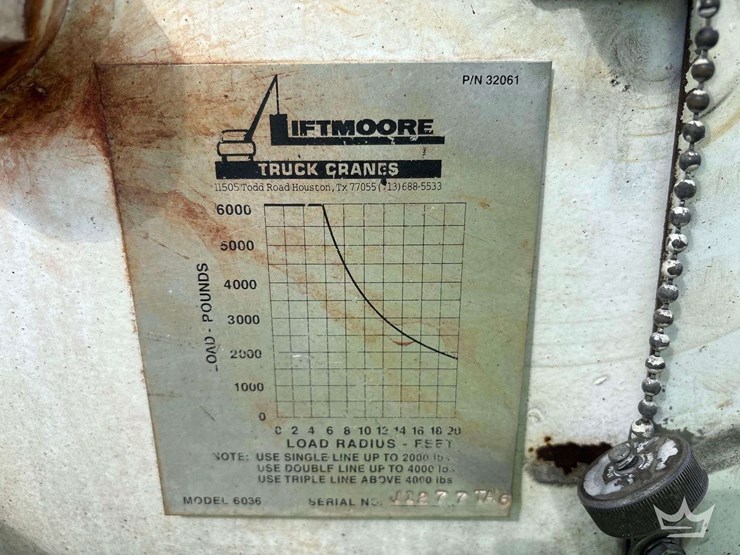 P/N 32061
LIFTMOORE
TRUCK CRANES
11505 Todd Road Houston, Tx 77055 (713)688-5533
6000
5000
4000
3000
2000
1000
0
LOAD - POUNDS
0 2 4 6 8 10 12 14 16 18 20
LOAD RADIUS - FEET
NOTE: USE SINGLE LINE UP TO 2000 lbs
USE DOUBLE LINE UP TO 4000 lbs
USE TRIPLE LINE ABOVE 4000 lbs
MODEL 6036 SERIAL NO.